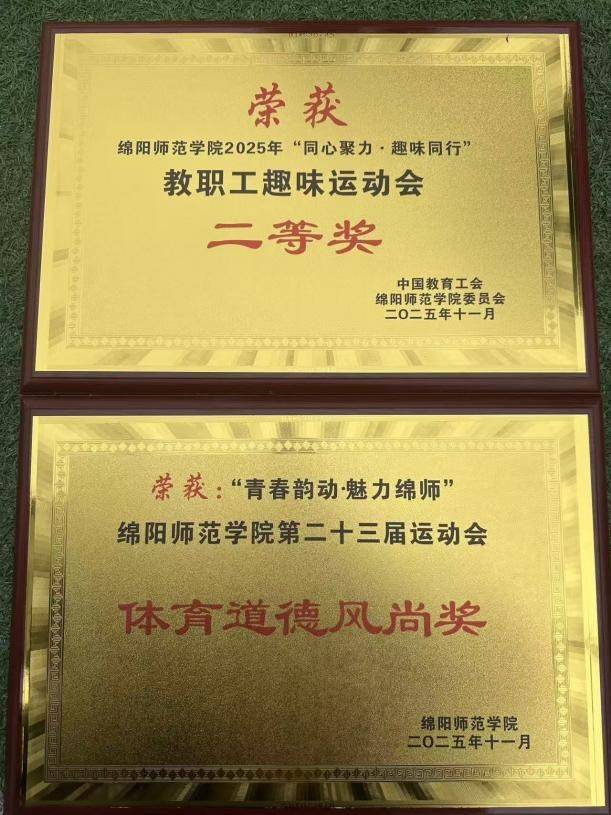 荣获
绵阳师范学院2025年“同心聚力·趣味同行”
教职工趣味运动会
二等奖
中国教育工会
绵阳师范学院委员会
二〇二五年十一月
荣获：“青春韵动·魅力绵师”
绵阳师范学院第二十三届运动会
体育道德风尚奖
绵阳师范学院
二〇二五年十一月